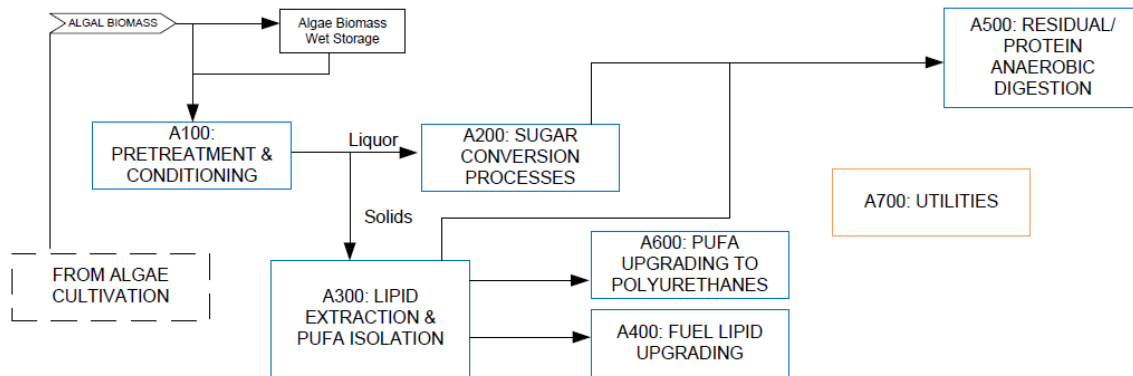 ALGAL BIOMASS
Algae Biomass
Wet Storage
A500: RESIDUAL/
PROTEIN
ANAEROBIC
DIGESTION
A100:
PRETREATMENT &
CONDITIONING
Liquor
A200: SUGAR
CONVERSION
PROCESSES
A700: UTILITIES
Solids
FROM ALGAE
CULTIVATION
A300: LIPID
EXTRACTION &
PUFA ISOLATION
A600: PUFA
UPGRADING TO
POLYURETHANES
A400: FUEL LIPID
UPGRADING